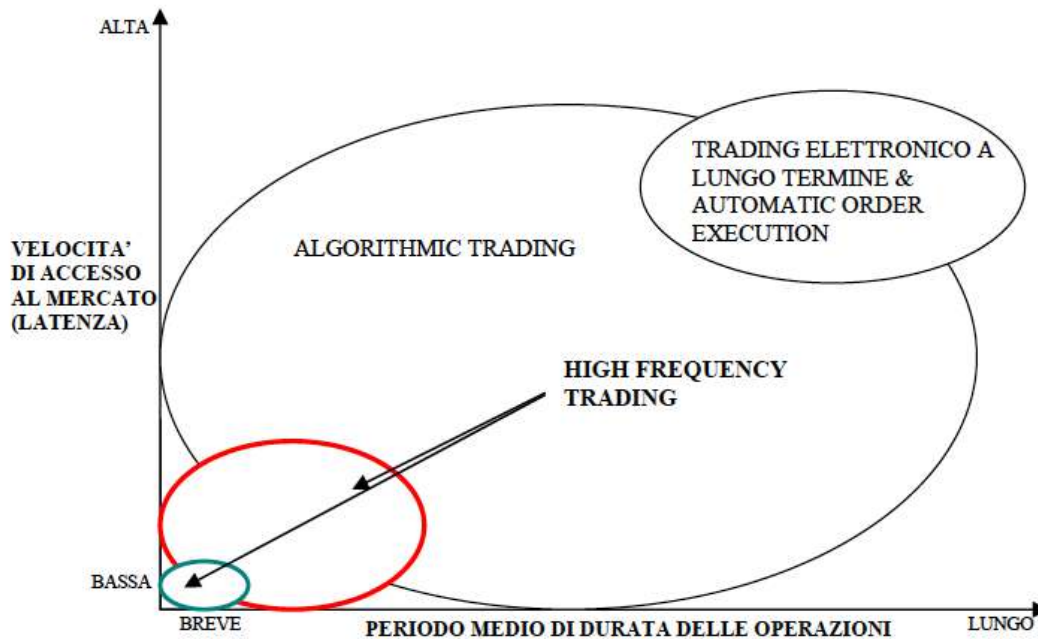 ALTA
TRADING ELETTRONICO A
LUNGO TERMINE &
AUTOMATIC ORDER
EXECUTION
ALGORITHMIC TRADING
VELOCITA'
DI ACCESSO
AL MERCATO
(LATENZA)
HIGH FREQUENCY
TRADING
BASSA
BREVE
PERIODO MEDIO DI DURATA DELLE OPERAZIONI
LUNGO